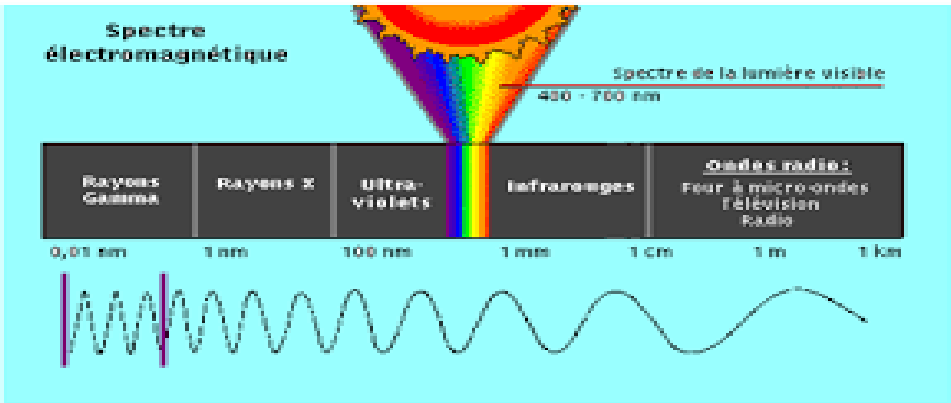 Spectre
électromagnétique
Spectre de la lumière visible
400 - 700 nm
Rayons
Gamma
Rayons X
Ultra-
violets
Infrarouges
Ondes radio:
Four à micro-ondes
Télévision
Radio
0,01 nm
1 nm
100 nm
1 mm
1 cm
1 m
1 km